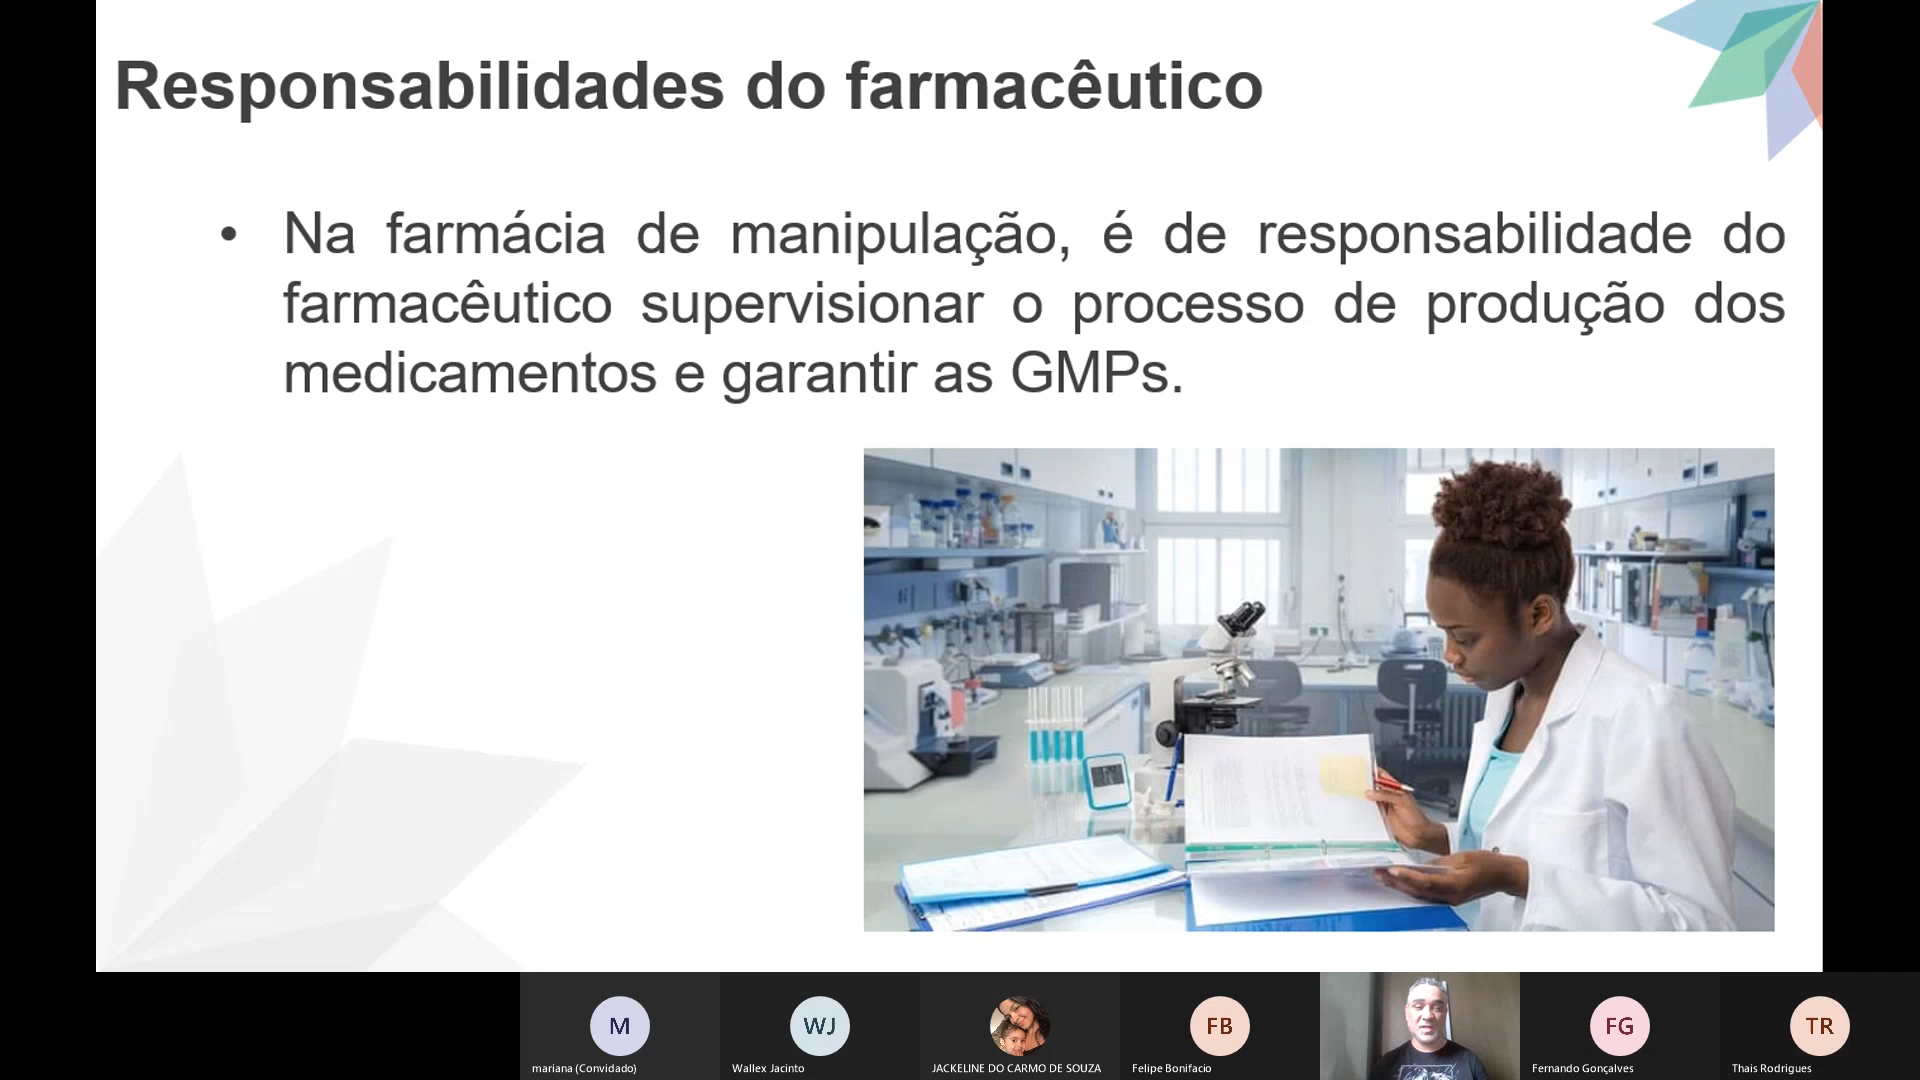 Responsabilidades do farmacêutico
• Na farmácia de manipulação, é de responsabilidade do
farmacêutico supervisionar o processo de produção dos
medicamentos e garantir as GMPs.
M
WJ
FB
FG
TR
mariana (Convidado)
Wallex Jacinto
JACKELINE DO CARMO DE SOUZA
Felipe Bonifacio
Fernando Gonçalves
Thais Rodrigues